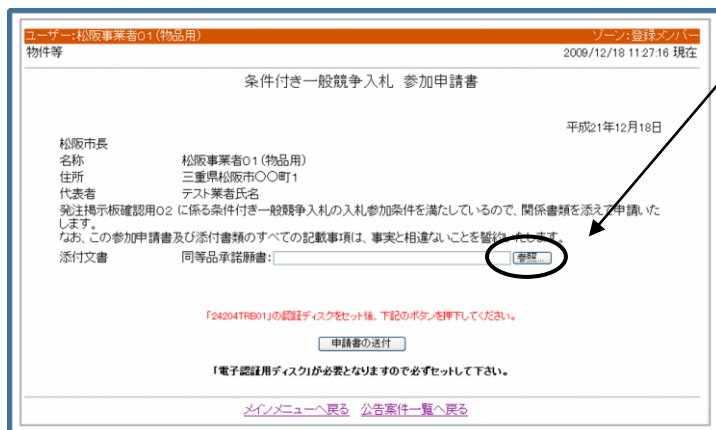 ユーザー:松阪事業者01(物品用) ゾーン:登録メンバー
物件等 2009/12/18 11:27:16 現在
条件付き一般競争入札 参加申請書
平成21年12月18日
松阪市長
名称 松阪事業者01(物品用)
住所 三重県松阪市〇〇町1
代表者 テスト業者氏名
発注掲示板確認用02 に係る条件付き一般競争入札の入札参加条件を満たしているので、関係書類を添えて申請いた
します。
なお、この参加申請書及び添付書類のすべての記載事項は、事実と相違ないことを誓約いたします。
添付文書 同等品承諾願書: 参照...
「24204TRB01」の認証ディスクをセット後、下記のボタンを押下してください。
申請書の送付
「電子認証用ディスク」が必要となりますので必ずセットして下さい。
メインメニューへ戻る 公告案件一覧へ戻る